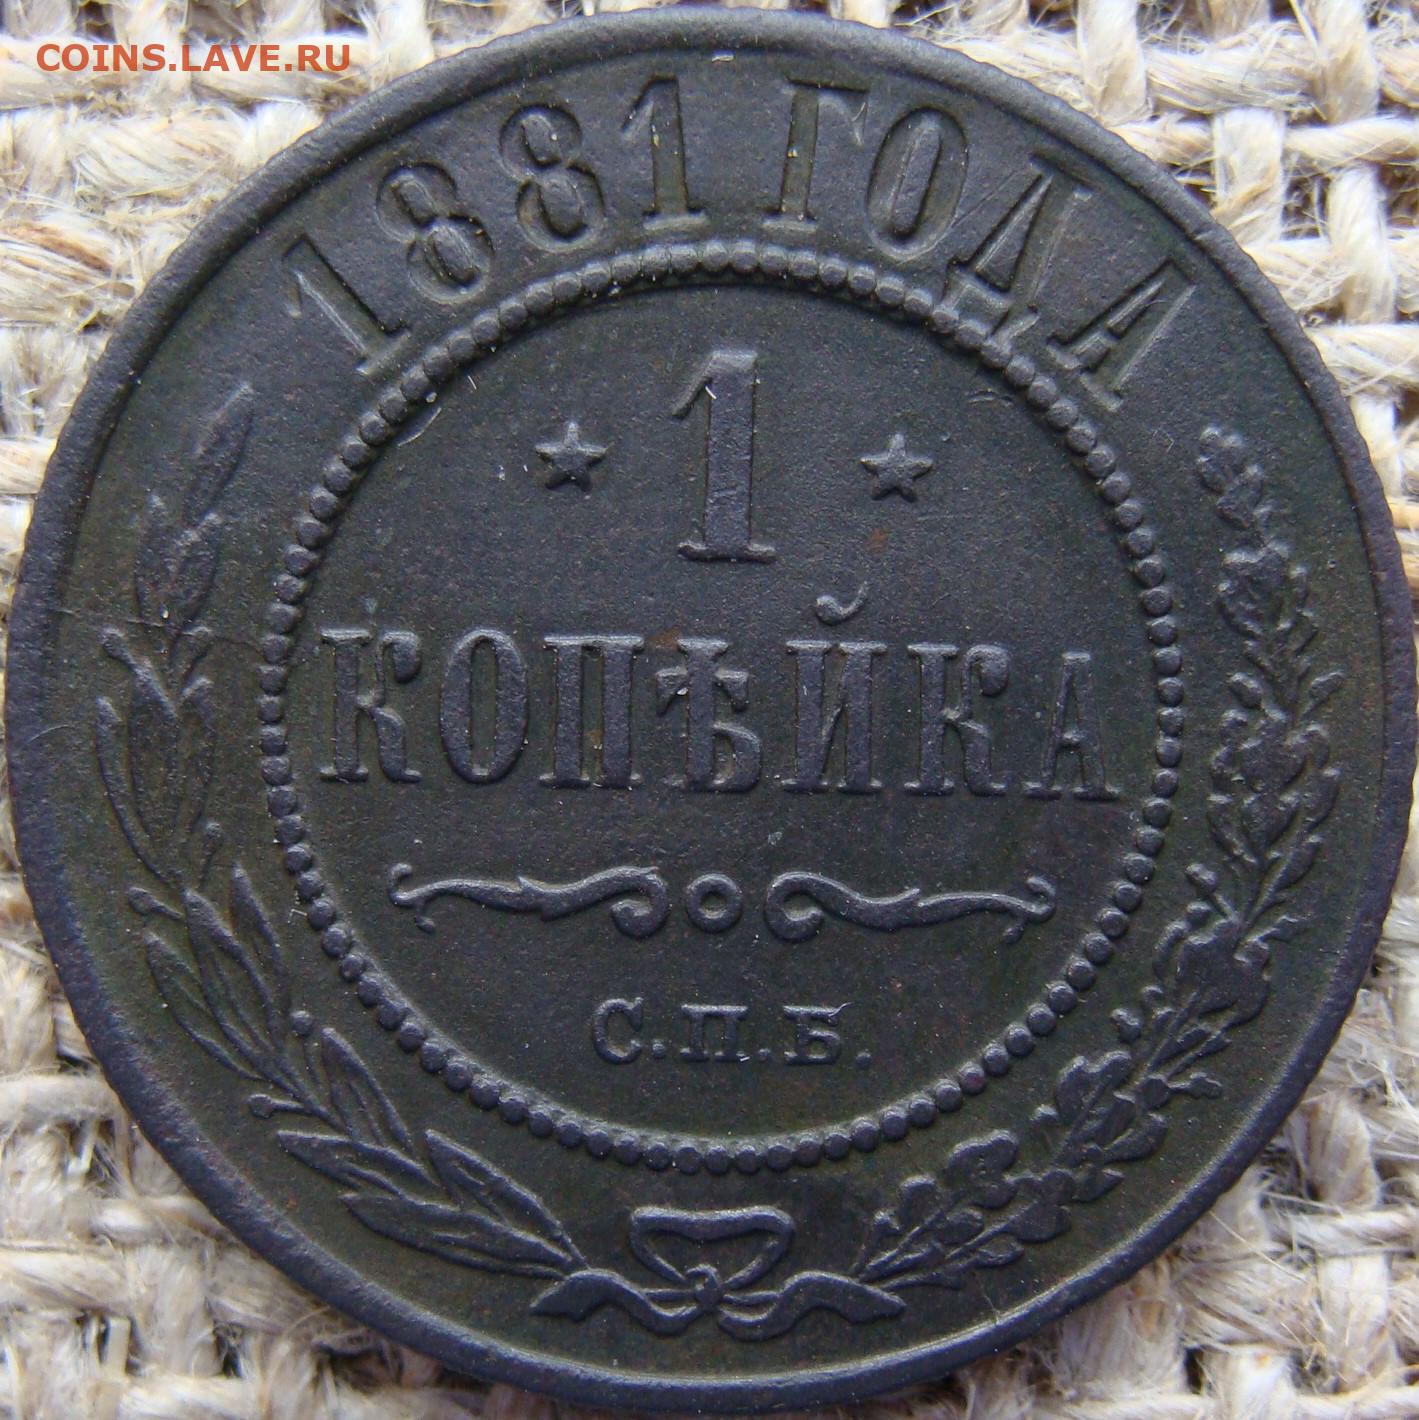 COINS.LAVE.RU
1881 ГОДА
1
КОПѢЙКА
С.П.Б.